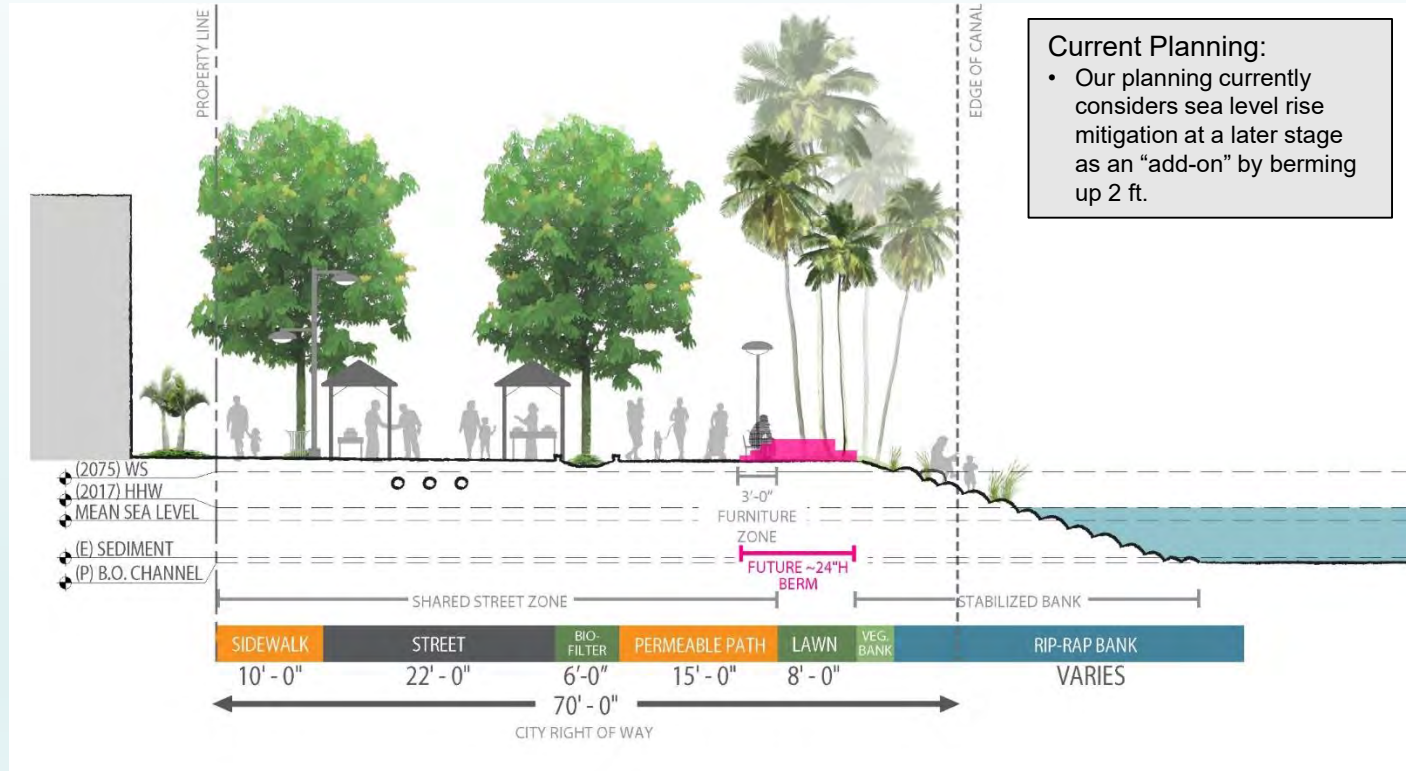 PROPERTY LINE
EDGE OF CANAL
Current Planning:
• Our planning currently
considers sea level rise
mitigation at a later stage
as an “add-on” by berming
up 2 ft.
(2075) WS
(2017) HHW
MEAN SEA LEVEL
(E) SEDIMENT
(P) B.O. CHANNEL
3'-0"
FURNITURE
ZONE
FUTURE ~24"H
BERM
SHARED STREET ZONE
STABILIZED BANK
SIDEWALK
STREET
BIO-
FILTER
PERMEABLE PATH
LAWN
VEG.
BANK
RIP-RAP BANK
10' - 0"
22' - 0"
6'-0"
15' - 0"
8' - 0"
VARIES
70' - 0"
CITY RIGHT OF WAY